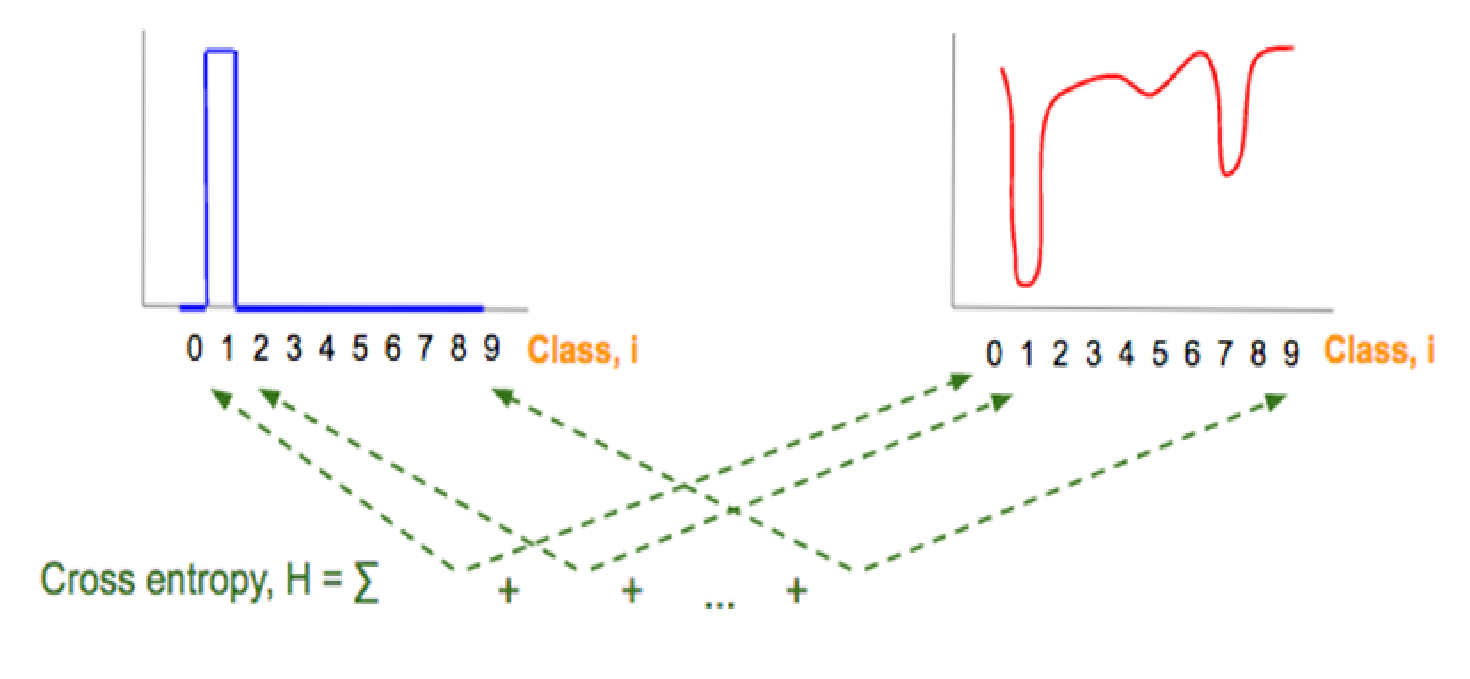 0 1 2 3 4 5 6 7 8 9 Class, i
0 1 2 3 4 5 6 7 8 9 Class, i
Cross entropy, H = ∑ + + ... +